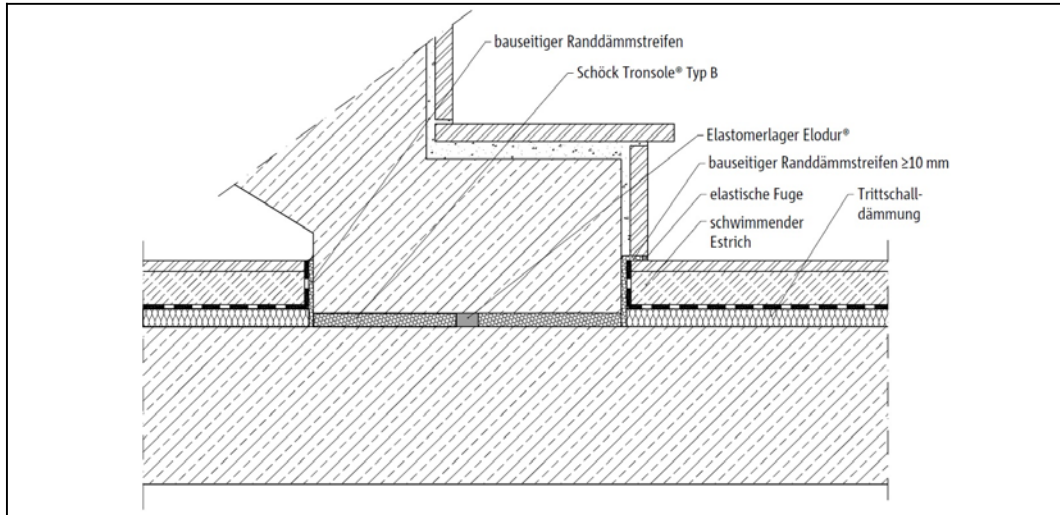 bauseitiger Randdämmstreifen
Schöck Tronsole® Typ B
Elastomerlager Elodur®
bauseitiger Randdämmstreifen ≥10 mm
elastische Fuge
schwimmender
Estrich
Trittschall-
dämmung